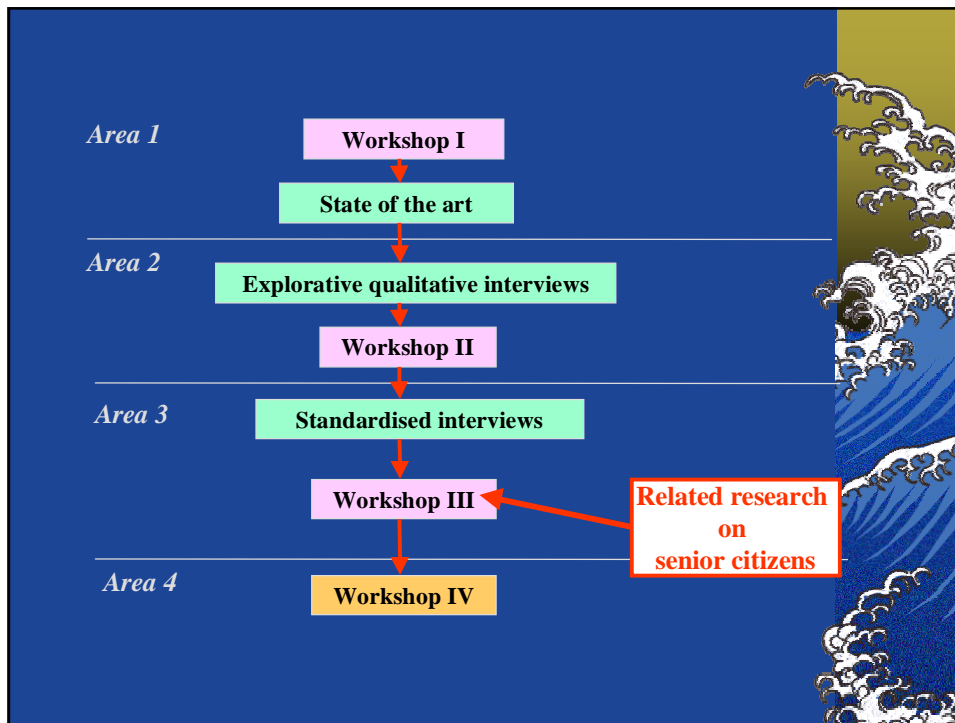 Area 1
Workshop I
State of the art
Area 2
Explorative qualitative interviews
Workshop II
Area 3
Standardised interviews
Workshop III
Related research
on
senior citizens
Area 4
Workshop IV